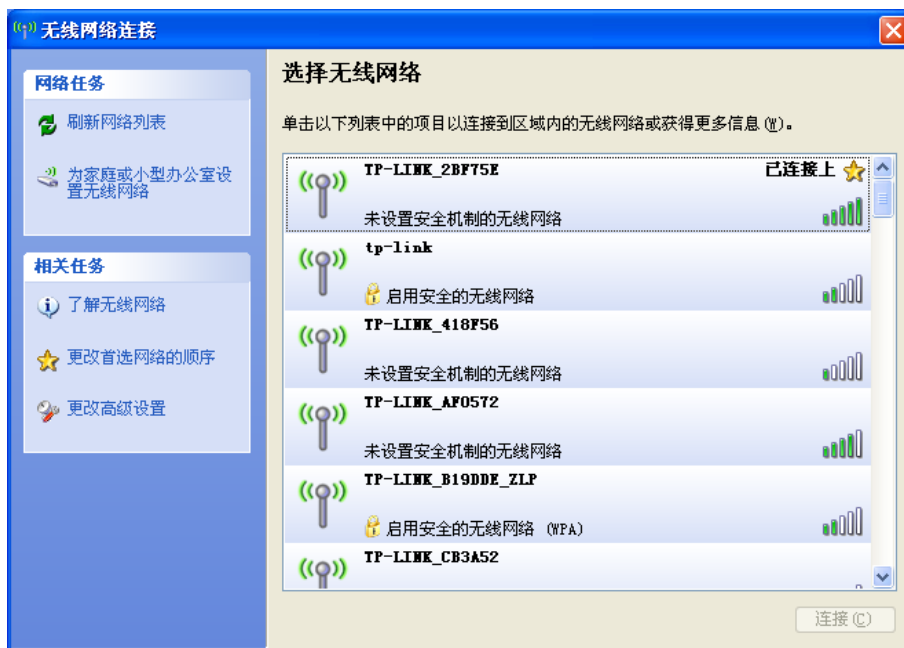 无线网络连接
网络任务
刷新网络列表
为家庭或小型办公室设
置无线网络
相关任务
了解无线网络
更改首选网络的顺序
更改高级设置
选择无线网络
单击以下列表中的项目以连接到区域内的无线网络或获得更多信息(W)。
TP-LINK_2BF75E 已连接上
未设置安全机制的无线网络
tp-link
启用安全的无线网络
TP-LINK_418F56
未设置安全机制的无线网络
TP-LINK_AF0572
未设置安全机制的无线网络
TP-LINK_B19DDE_ZLP
启用安全的无线网络 (WPA)
TP-LINK_CB3A52
连接(C)